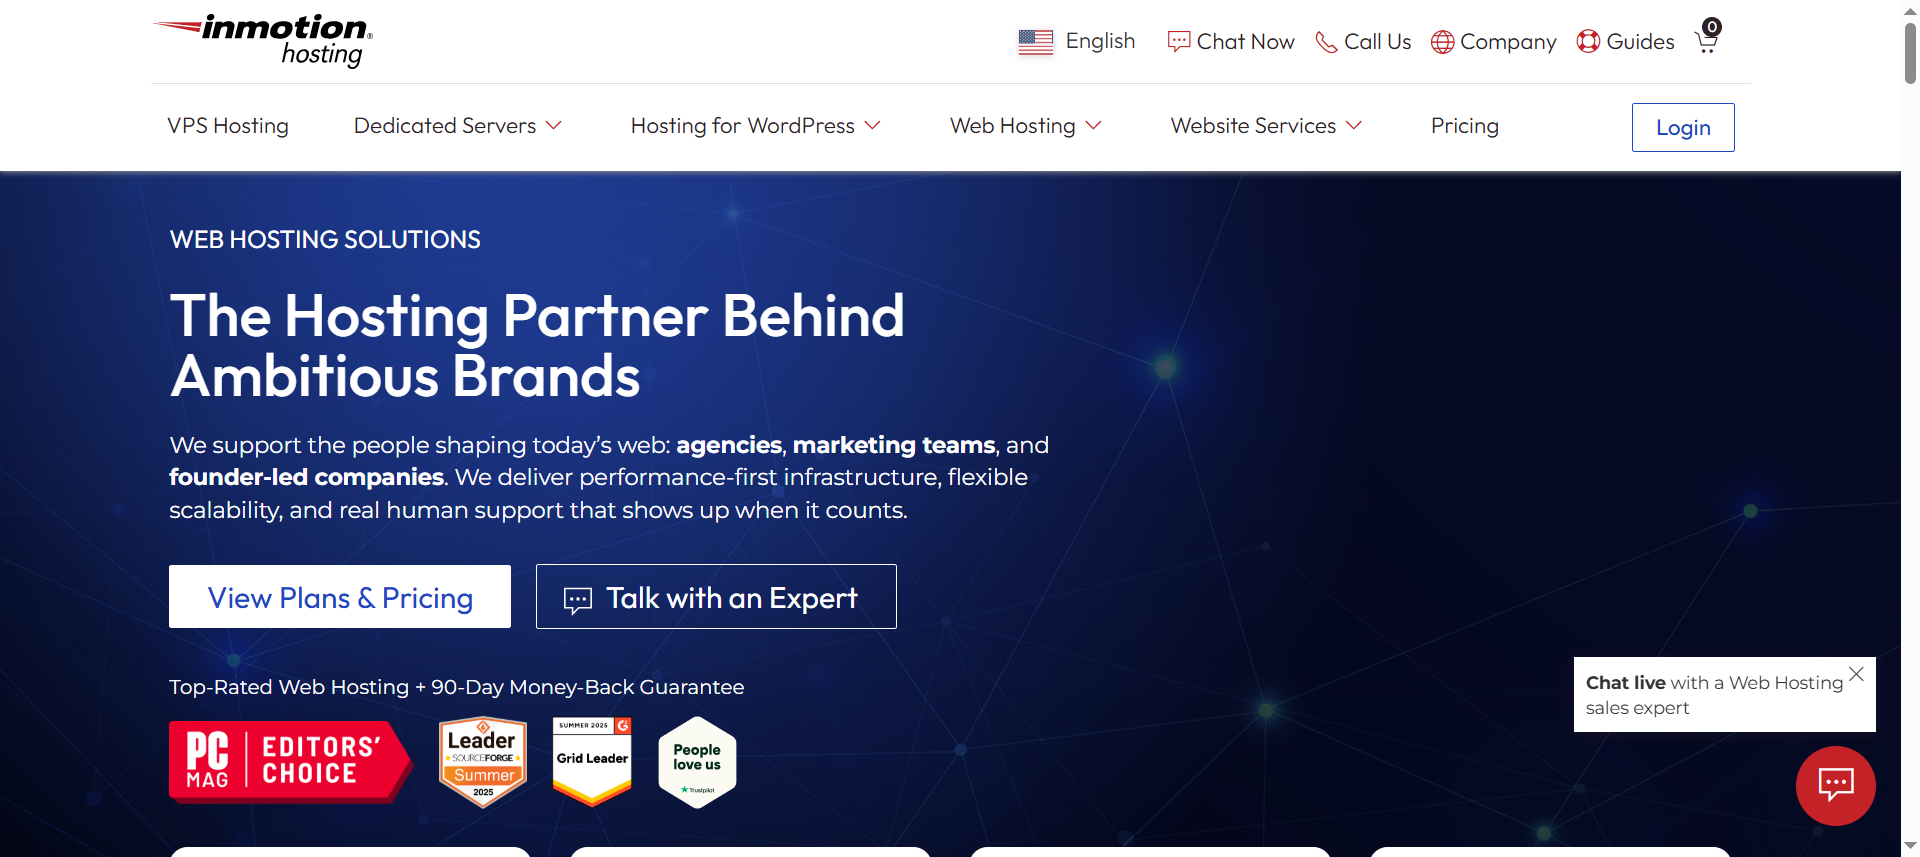 inmotion®
hosting
English
Chat Now
Call Us
Company
Guides
0
VPS Hosting
Dedicated Servers
Hosting for WordPress
Web Hosting
Website Services
Pricing
Login
WEB HOSTING SOLUTIONS
The Hosting Partner Behind
Ambitious Brands
We support the people shaping today’s web: agencies, marketing teams, and
founder-led companies. We deliver performance-first infrastructure, flexible
scalability, and real human support that shows up when it counts.
View Plans & Pricing
Talk with an Expert
Top-Rated Web Hosting + 90-Day Money-Back Guarantee
PC
MAG
EDITORS’
CHOICE
Leader
SOURCEFORGE
Summer
2025
SUMMER 2025
Grid Leader
People
love us
Trustpilot
Chat live with a Web Hosting
sales expert